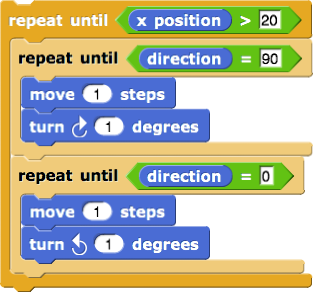 repeat until x position > 20
repeat until direction = 90
move 1 steps
turn ↻ 1 degrees
repeat until direction = 0
move 1 steps
turn ↺ 1 degrees